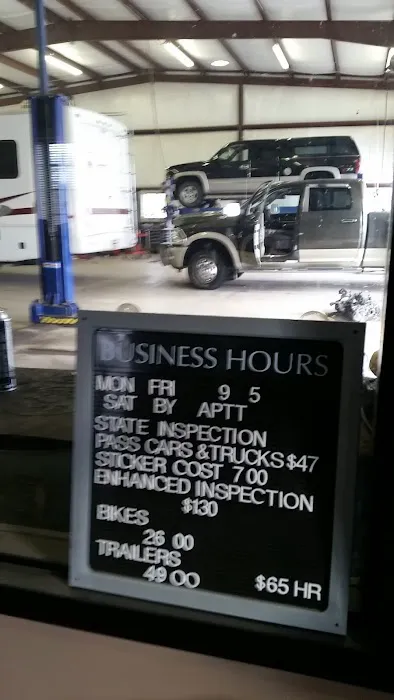 BUSINESS HOURS
MON FRI 9 5
SAT BY APTT
STATE INSPECTION
PASS CARS & TRUCKS $47
STICKER COST 7 00
ENHANCED INSPECTION
$130
BIKES
26 00
TRAILERS
49 00
$65 HR